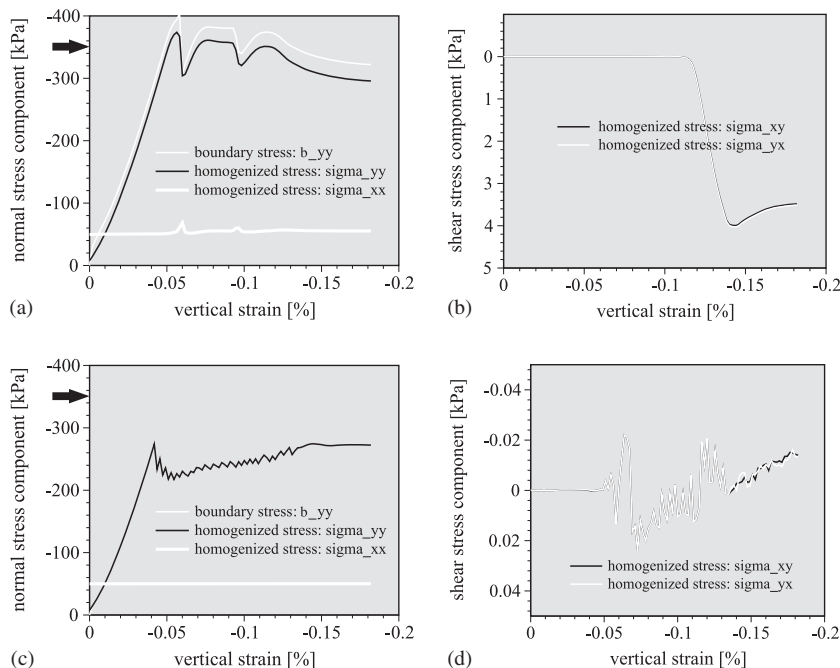 -400
-300
-200
-100
0
normal stress component [kPa]
boundary stress: b_yy
homogenized stress: sigma_yy
homogenized stress: sigma_xx
0
-0.05
-0.1
-0.15
-0.2
(a)
vertical strain [%]
0
1
2
3
4
5
shear stress component [kPa]
homogenized stress: sigma_xy
homogenized stress: sigma_yx
0
-0.05
-0.1
-0.15
-0.2
(b)
vertical strain [%]
-400
-300
-200
-100
0
normal stress component [kPa]
boundary stress: b_yy
homogenized stress: sigma_yy
homogenized stress: sigma_xx
0
-0.05
-0.1
-0.15
-0.2
(c)
vertical strain [%]
-0.04
-0.02
0
0.02
0.04
shear stress component [kPa]
homogenized stress: sigma_xy
homogenized stress: sigma_yx
0
-0.05
-0.1
-0.15
-0.2
(d)
vertical strain [%]